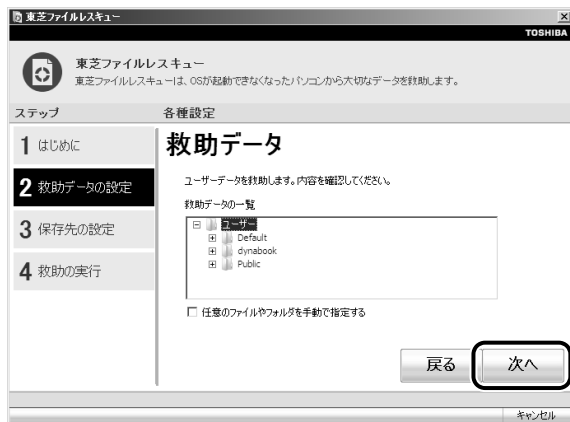 東芝ファイルレスキュー
TOSHIBA
東芝ファイルレスキュー
東芝ファイルレスキューは、OSが起動できなくなったパソコンから大切なデータを救助します。
ステップ
各種設定
1 はじめに
2 救助データの設定
3 保存先の設定
4 救助の実行
救助データ
ユーザーデータを救助します。内容を確認してください。
救助データの一覧
ユーザー
Default
dynabook
Public
任意のファイルやフォルダを手動で指定する
戻る
次へ
キャンセル